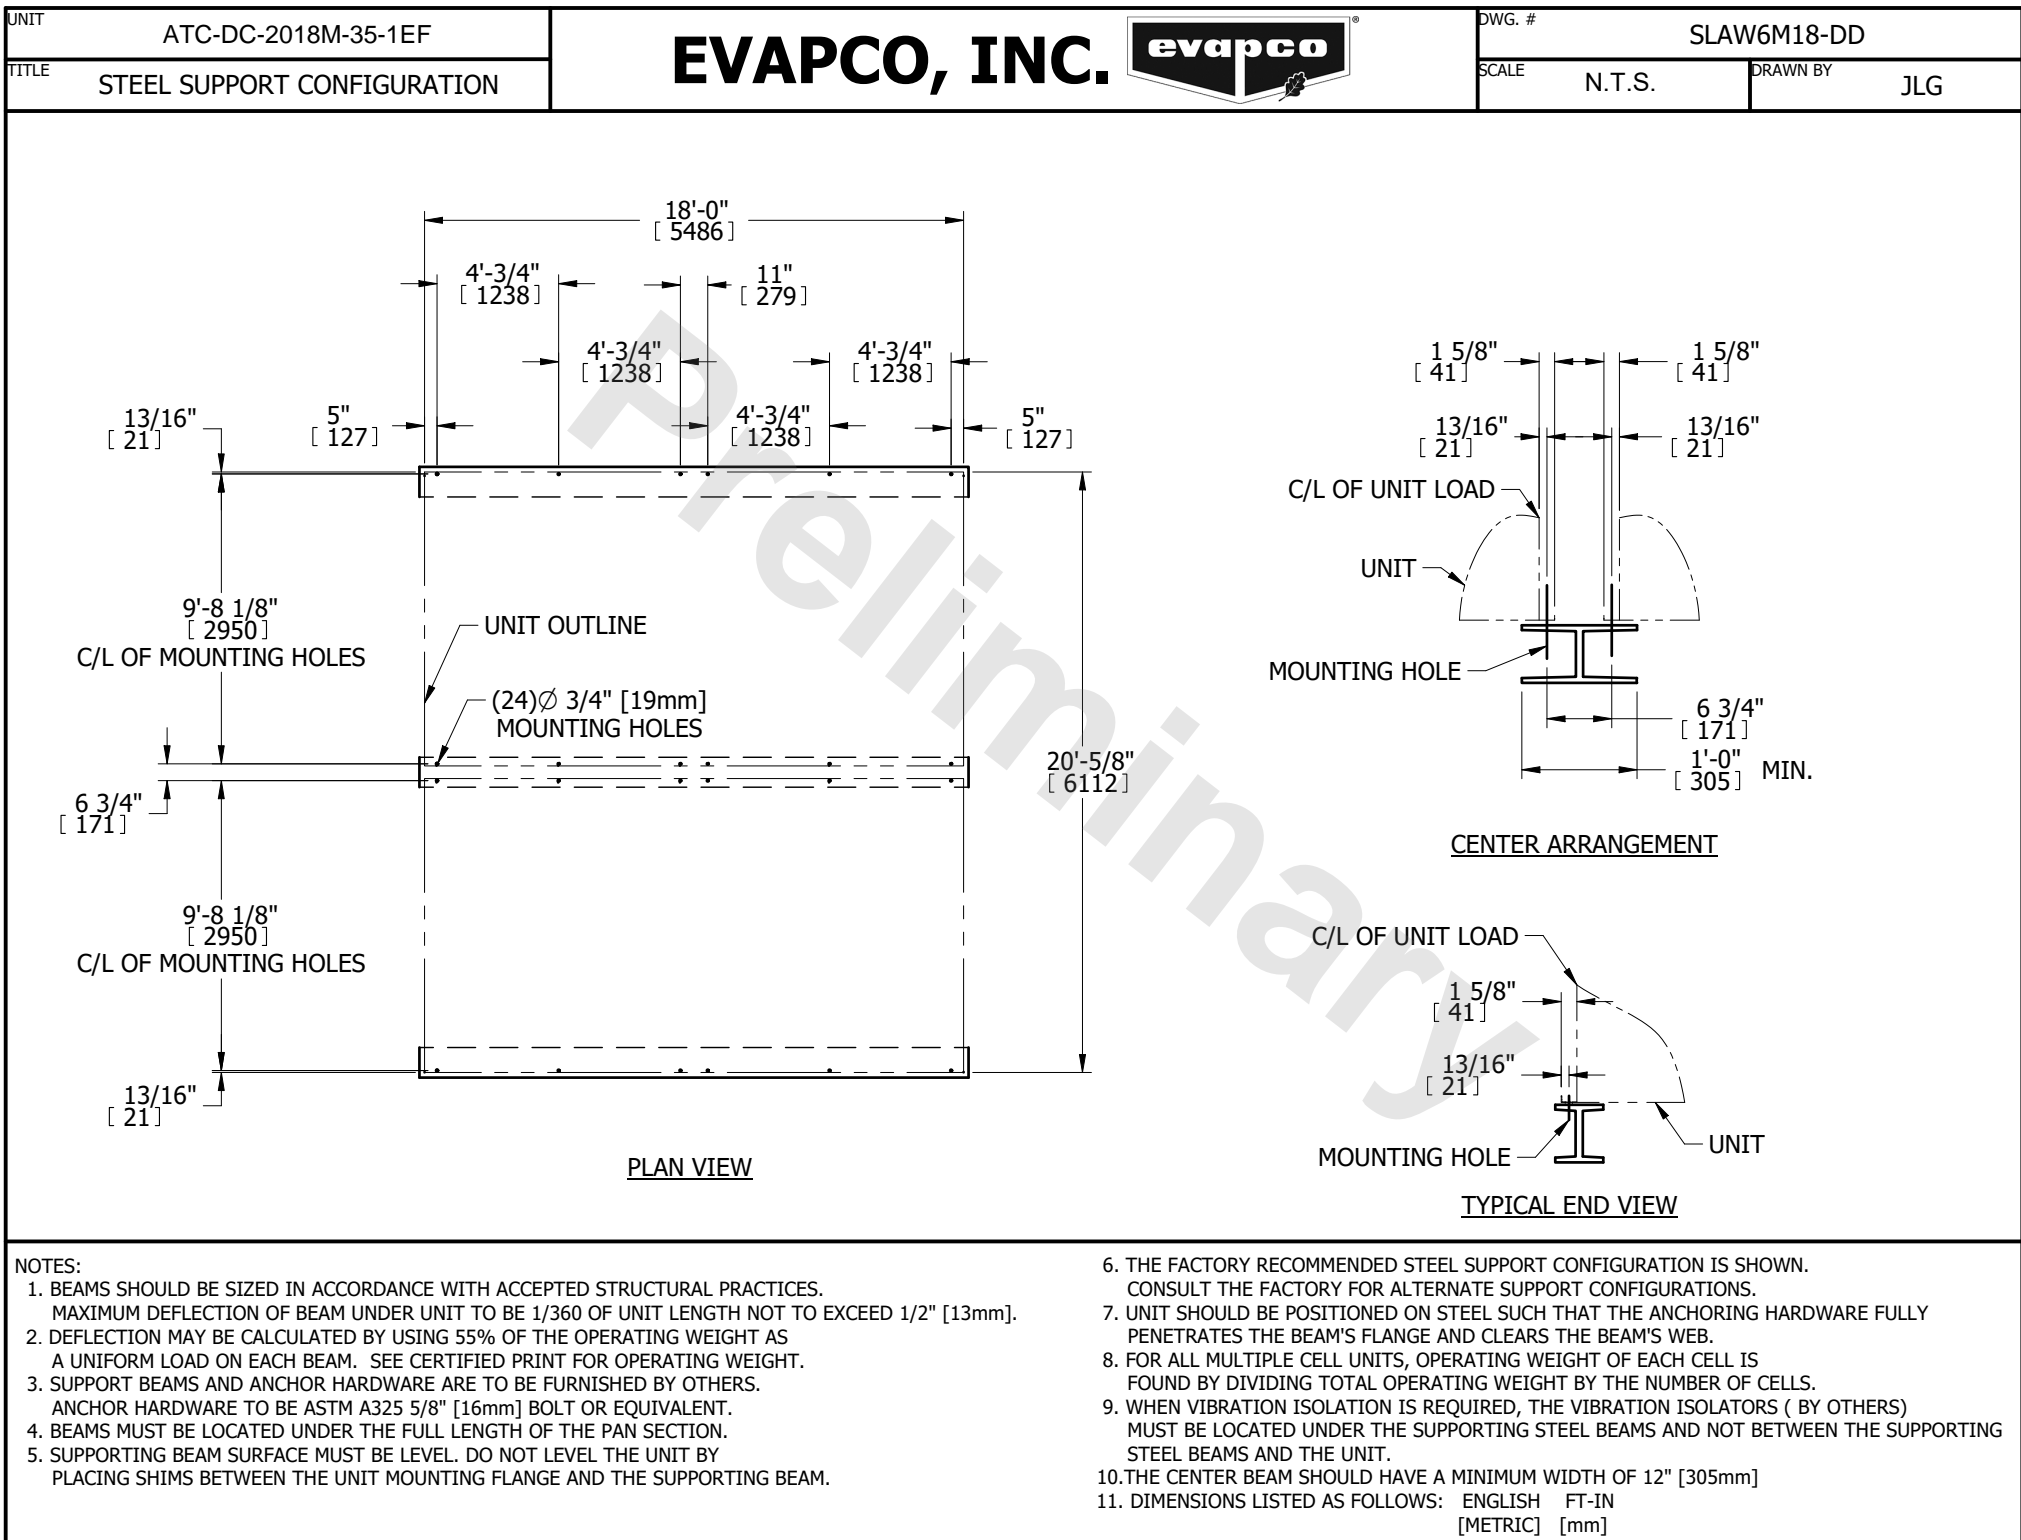 UNIT
ATC-DC-2018M-35-1EF
TITLE
STEEL SUPPORT CONFIGURATION
EVAPCO, INC.
evapco®
DWG. #
SLAW6M18-DD
SCALE
N.T.S.
DRAWN BY
JLG
18'-0"
[ 5486 ]
4'-3/4"
[ 1238 ]
11"
[ 279 ]
4'-3/4"
[ 1238 ]
4'-3/4"
[ 1238 ]
13/16"
[ 21 ]
5"
[ 127 ]
4'-3/4"
[ 1238 ]
5"
[ 127 ]
9'-8 1/8"
[ 2950 ]
C/L OF MOUNTING HOLES
UNIT OUTLINE
(24)∅ 3/4" [19mm]
MOUNTING HOLES
6 3/4"
[ 171 ]
20'-5/8"
[ 6112 ]
9'-8 1/8"
[ 2950 ]
C/L OF MOUNTING HOLES
13/16"
[ 21 ]
PLAN VIEW
Preliminary
1 5/8"
[ 41 ]
1 5/8"
[ 41 ]
13/16"
[ 21 ]
13/16"
[ 21 ]
C/L OF UNIT LOAD
UNIT
MOUNTING HOLE
6 3/4"
[ 171 ]
1'-0"
[ 305 ] MIN.
CENTER ARRANGEMENT
C/L OF UNIT LOAD
1 5/8"
[ 41 ]
13/16"
[ 21 ]
MOUNTING HOLE
UNIT
TYPICAL END VIEW
NOTES:
1. BEAMS SHOULD BE SIZED IN ACCORDANCE WITH ACCEPTED STRUCTURAL PRACTICES.
MAXIMUM DEFLECTION OF BEAM UNDER UNIT TO BE 1/360 OF UNIT LENGTH NOT TO EXCEED 1/2" [13mm].
2. DEFLECTION MAY BE CALCULATED BY USING 55% OF THE OPERATING WEIGHT AS
A UNIFORM LOAD ON EACH BEAM. SEE CERTIFIED PRINT FOR OPERATING WEIGHT.
3. SUPPORT BEAMS AND ANCHOR HARDWARE ARE TO BE FURNISHED BY OTHERS.
ANCHOR HARDWARE TO BE ASTM A325 5/8" [16mm] BOLT OR EQUIVALENT.
4. BEAMS MUST BE LOCATED UNDER THE FULL LENGTH OF THE PAN SECTION.
5. SUPPORTING BEAM SURFACE MUST BE LEVEL. DO NOT LEVEL THE UNIT BY
PLACING SHIMS BETWEEN THE UNIT MOUNTING FLANGE AND THE SUPPORTING BEAM.
6. THE FACTORY RECOMMENDED STEEL SUPPORT CONFIGURATION IS SHOWN.
CONSULT THE FACTORY FOR ALTERNATE SUPPORT CONFIGURATIONS.
7. UNIT SHOULD BE POSITIONED ON STEEL SUCH THAT THE ANCHORING HARDWARE FULLY
PENETRATES THE BEAM'S FLANGE AND CLEARS THE BEAM'S WEB.
8. FOR ALL MULTIPLE CELL UNITS, OPERATING WEIGHT OF EACH CELL IS
FOUND BY DIVIDING TOTAL OPERATING WEIGHT BY THE NUMBER OF CELLS.
9. WHEN VIBRATION ISOLATION IS REQUIRED, THE VIBRATION ISOLATORS ( BY OTHERS)
MUST BE LOCATED UNDER THE SUPPORTING STEEL BEAMS AND NOT BETWEEN THE SUPPORTING
STEEL BEAMS AND THE UNIT.
10.THE CENTER BEAM SHOULD HAVE A MINIMUM WIDTH OF 12" [305mm]
11. DIMENSIONS LISTED AS FOLLOWS: ENGLISH FT-IN
[METRIC] [mm]